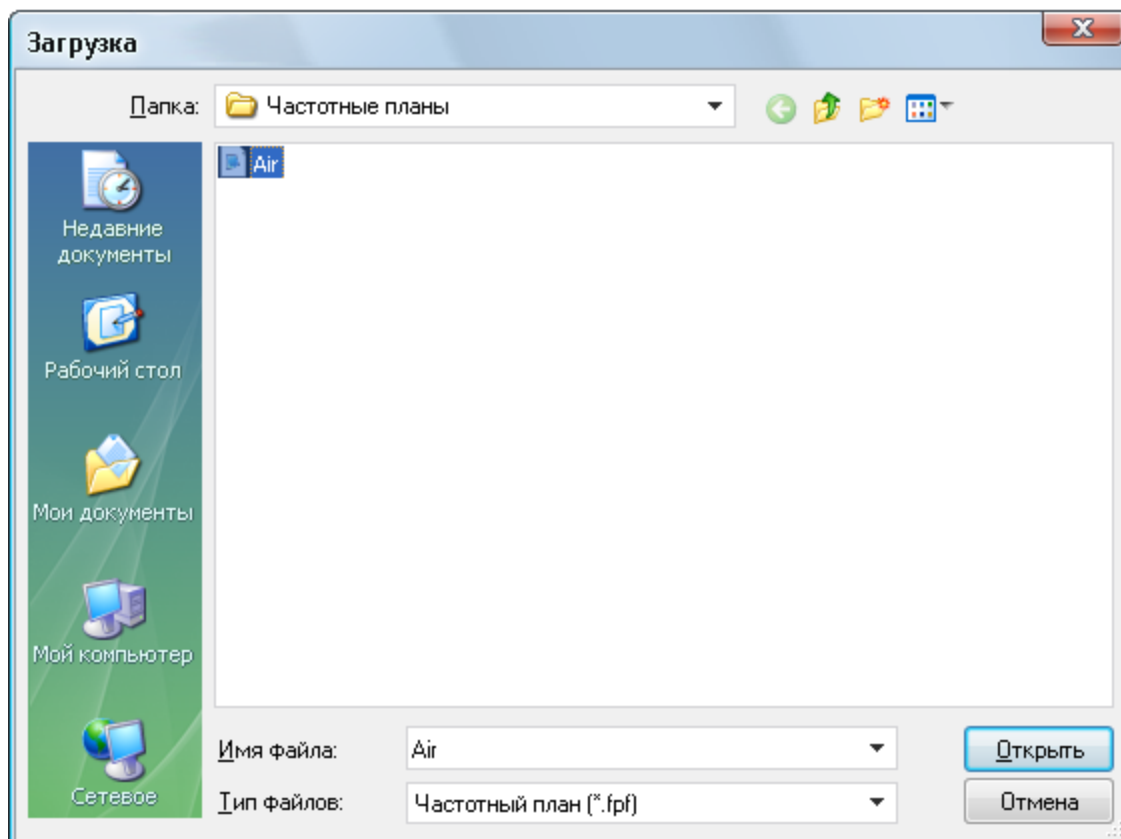 Загрузка
Папка:
Частотные планы
Air
Недавние
документы
Рабочий стол
Мои документы
Мой компьютер
Сетевое
Имя файла:
Air
Открыть
Тип файлов:
Частотный план (*.fpf)
Отмена